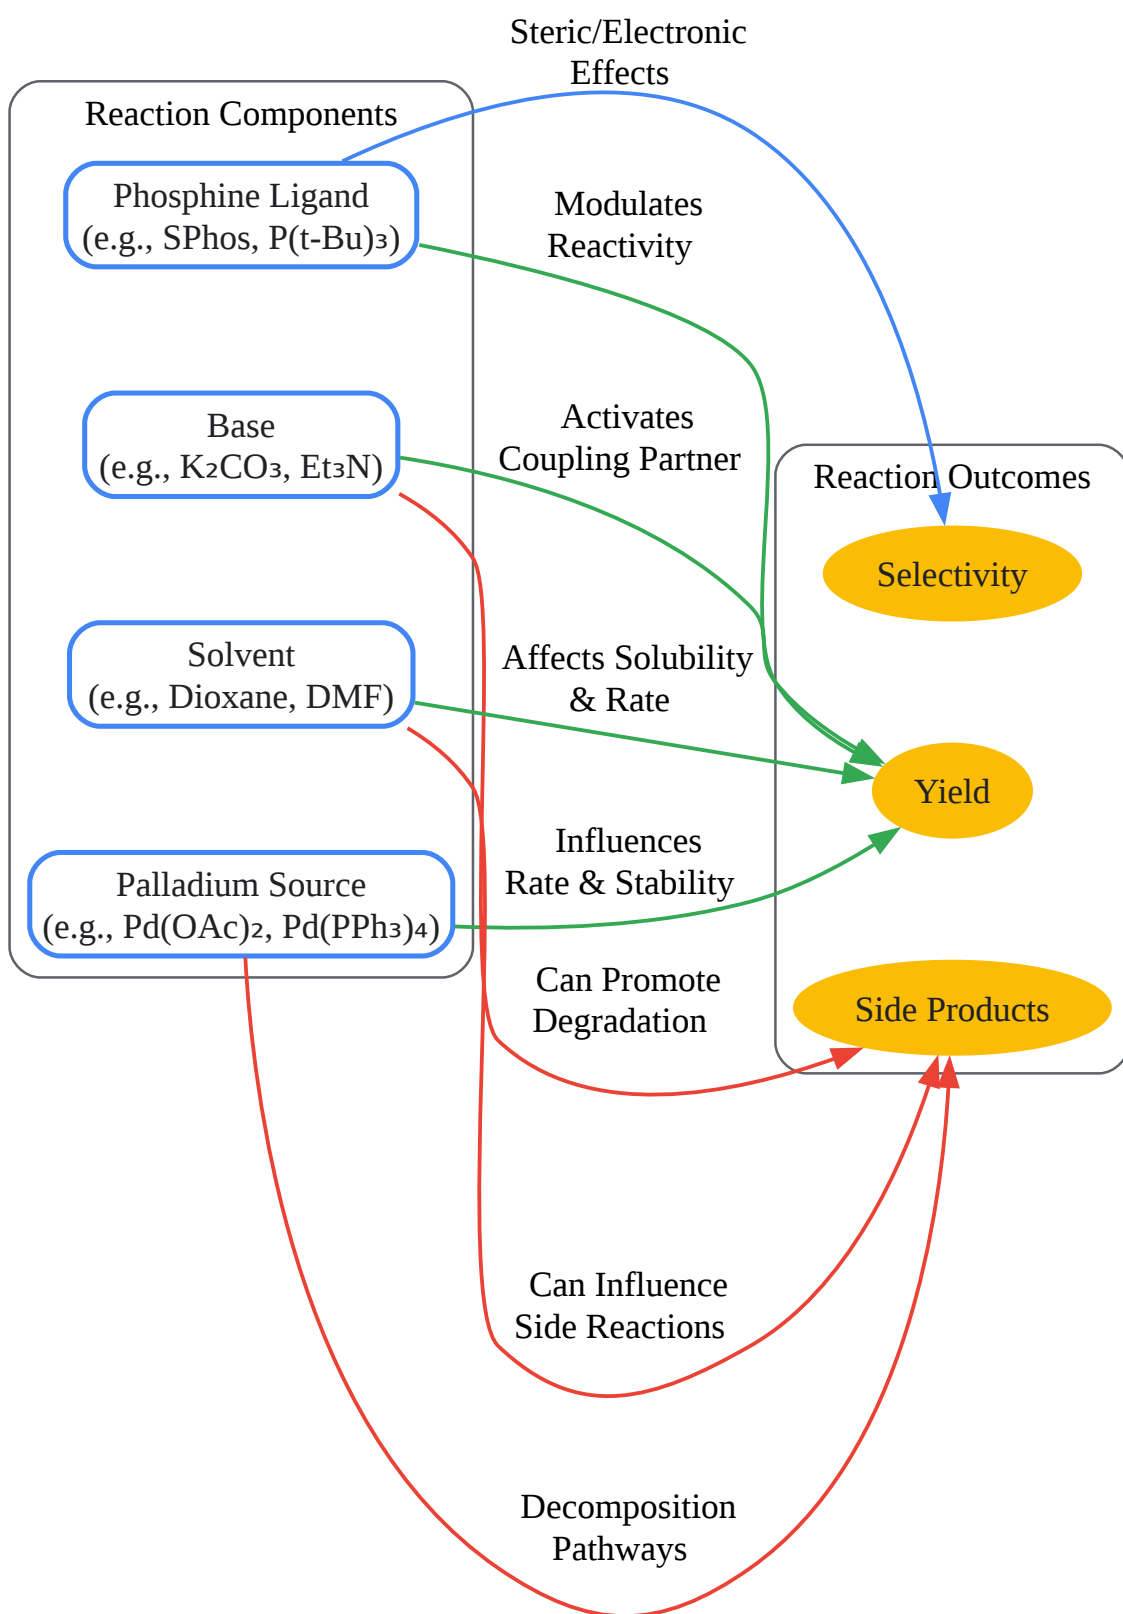 Steric/Electronic
Effects
Reaction Components
Phosphine Ligand
(e.g., SPhos, P(t-Bu)₃)
Modulates
Reactivity
Base
(e.g., K₂CO₃, Et₃N)
Activates
Coupling Partner
Reaction Outcomes
Selectivity
Solvent
(e.g., Dioxane, DMF)
Affects Solubility
& Rate
Yield
Palladium Source
(e.g., Pd(OAc)₂, Pd(PPh₃)₄)
Influences
Rate & Stability
Can Promote
Degradation
Side Products
Can Influence
Side Reactions
Decomposition
Pathways